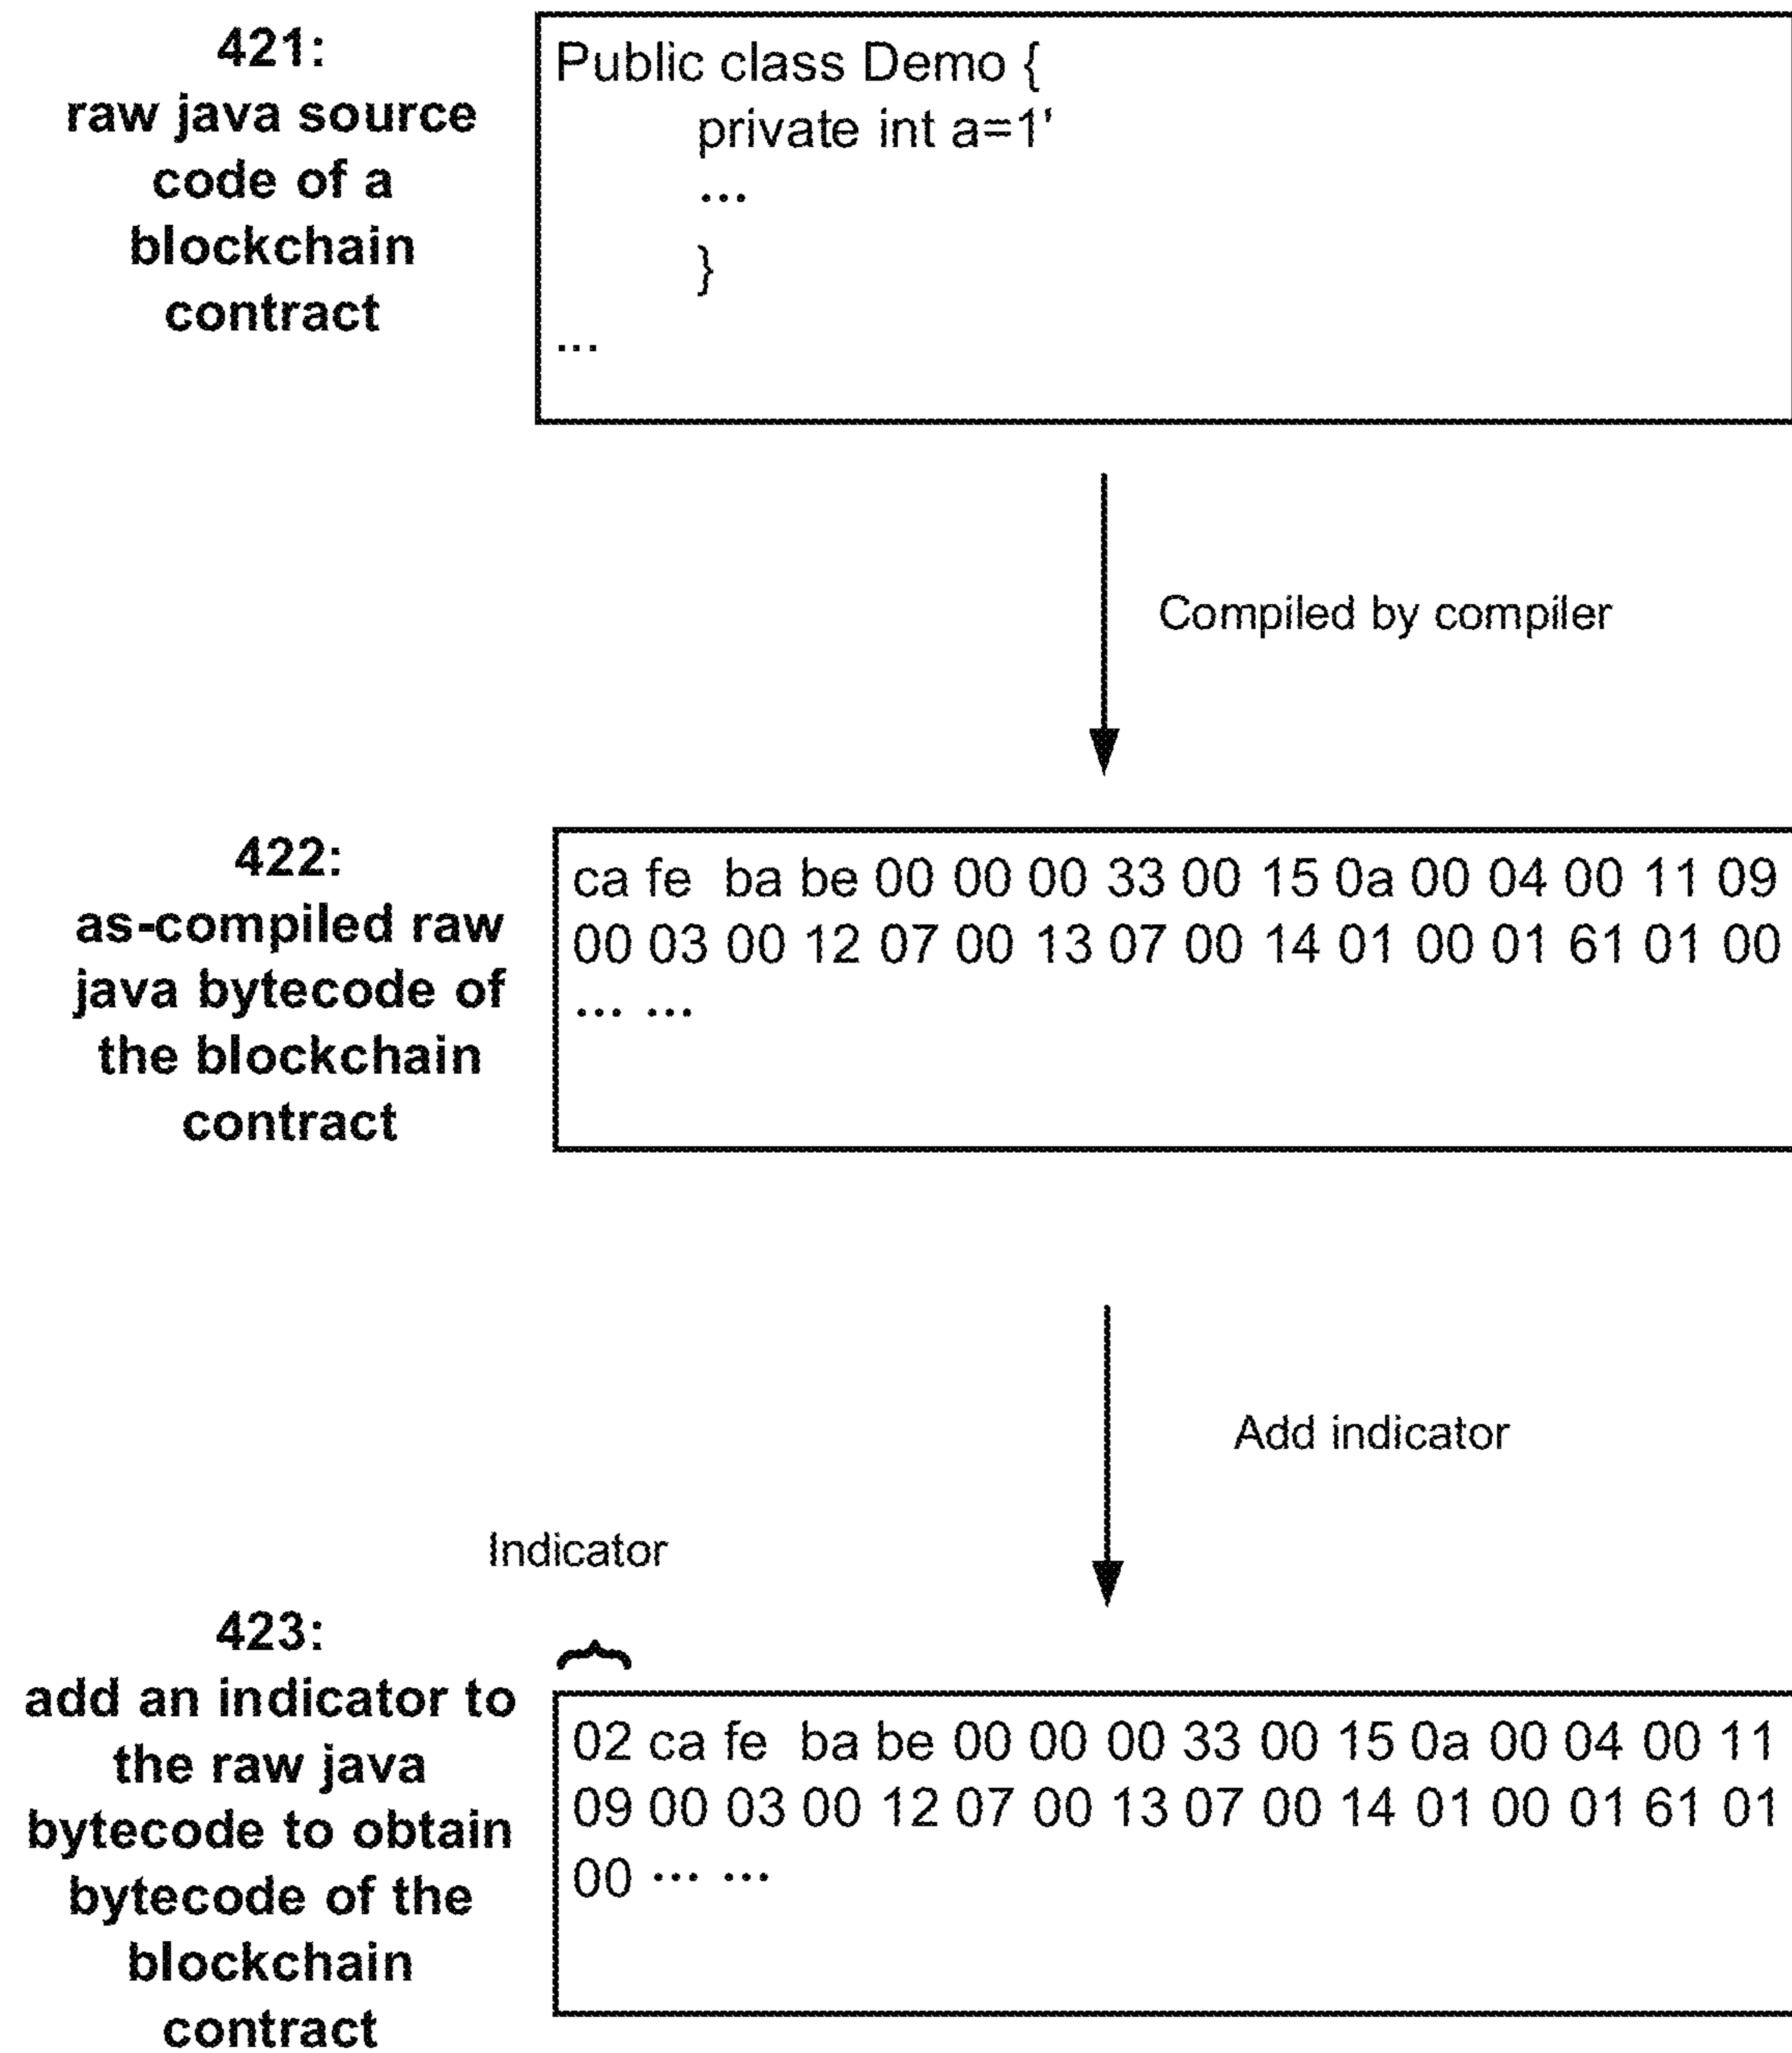 421:
raw java source
code of a
blockchain
contract
Public class Demo {
private int a=1'
...
}
...
Compiled by compiler
422:
as-compiled raw
java bytecode of
the blockchain
contract
ca fe ba be 00 00 00 33 00 15 0a 00 04 00 11 09
00 03 00 12 07 00 13 07 00 14 01 00 01 61 01 00
... ...
Add indicator
Indicator
423:
add an indicator to
the raw java
bytecode to obtain
bytecode of the
blockchain
contract
02 ca fe ba be 00 00 00 33 00 15 0a 00 04 00 11
09 00 03 00 12 07 00 13 07 00 14 01 00 01 61 01
00 ... ...